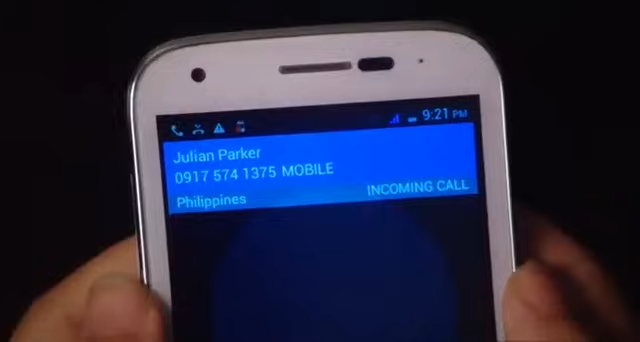 9:21 PM
Julian Parker
0917 574 1375 MOBILE
Philippines INCOMING CALL